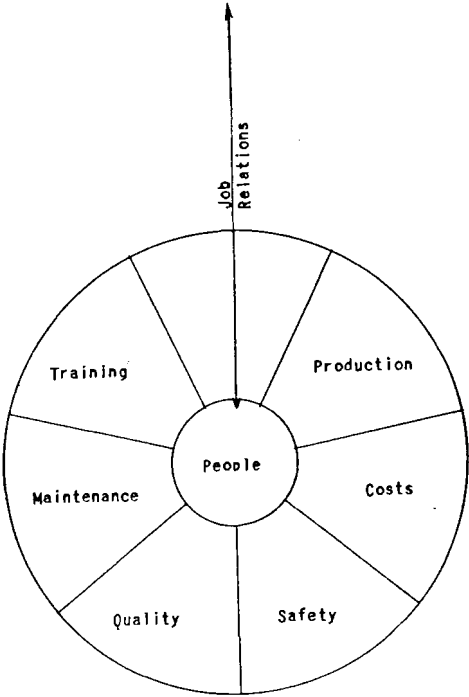 Job
Relations
Training
Production
People
Maintenance
Costs
Quality
Safety